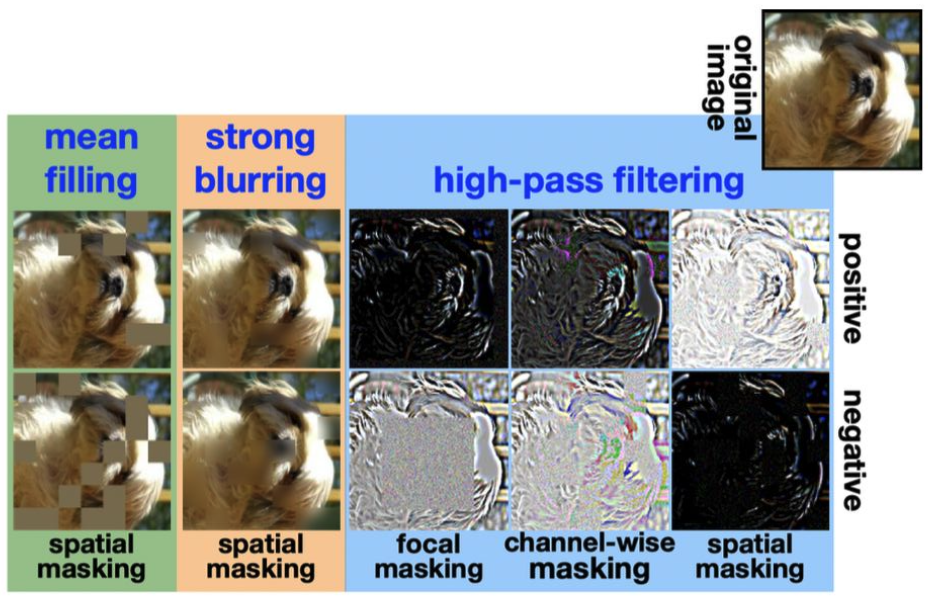 original
image
mean
filling
strong
blurring
high-pass filtering
positive
negative
spatial
masking
spatial
masking
focal
masking
channel-wise
masking
spatial
masking